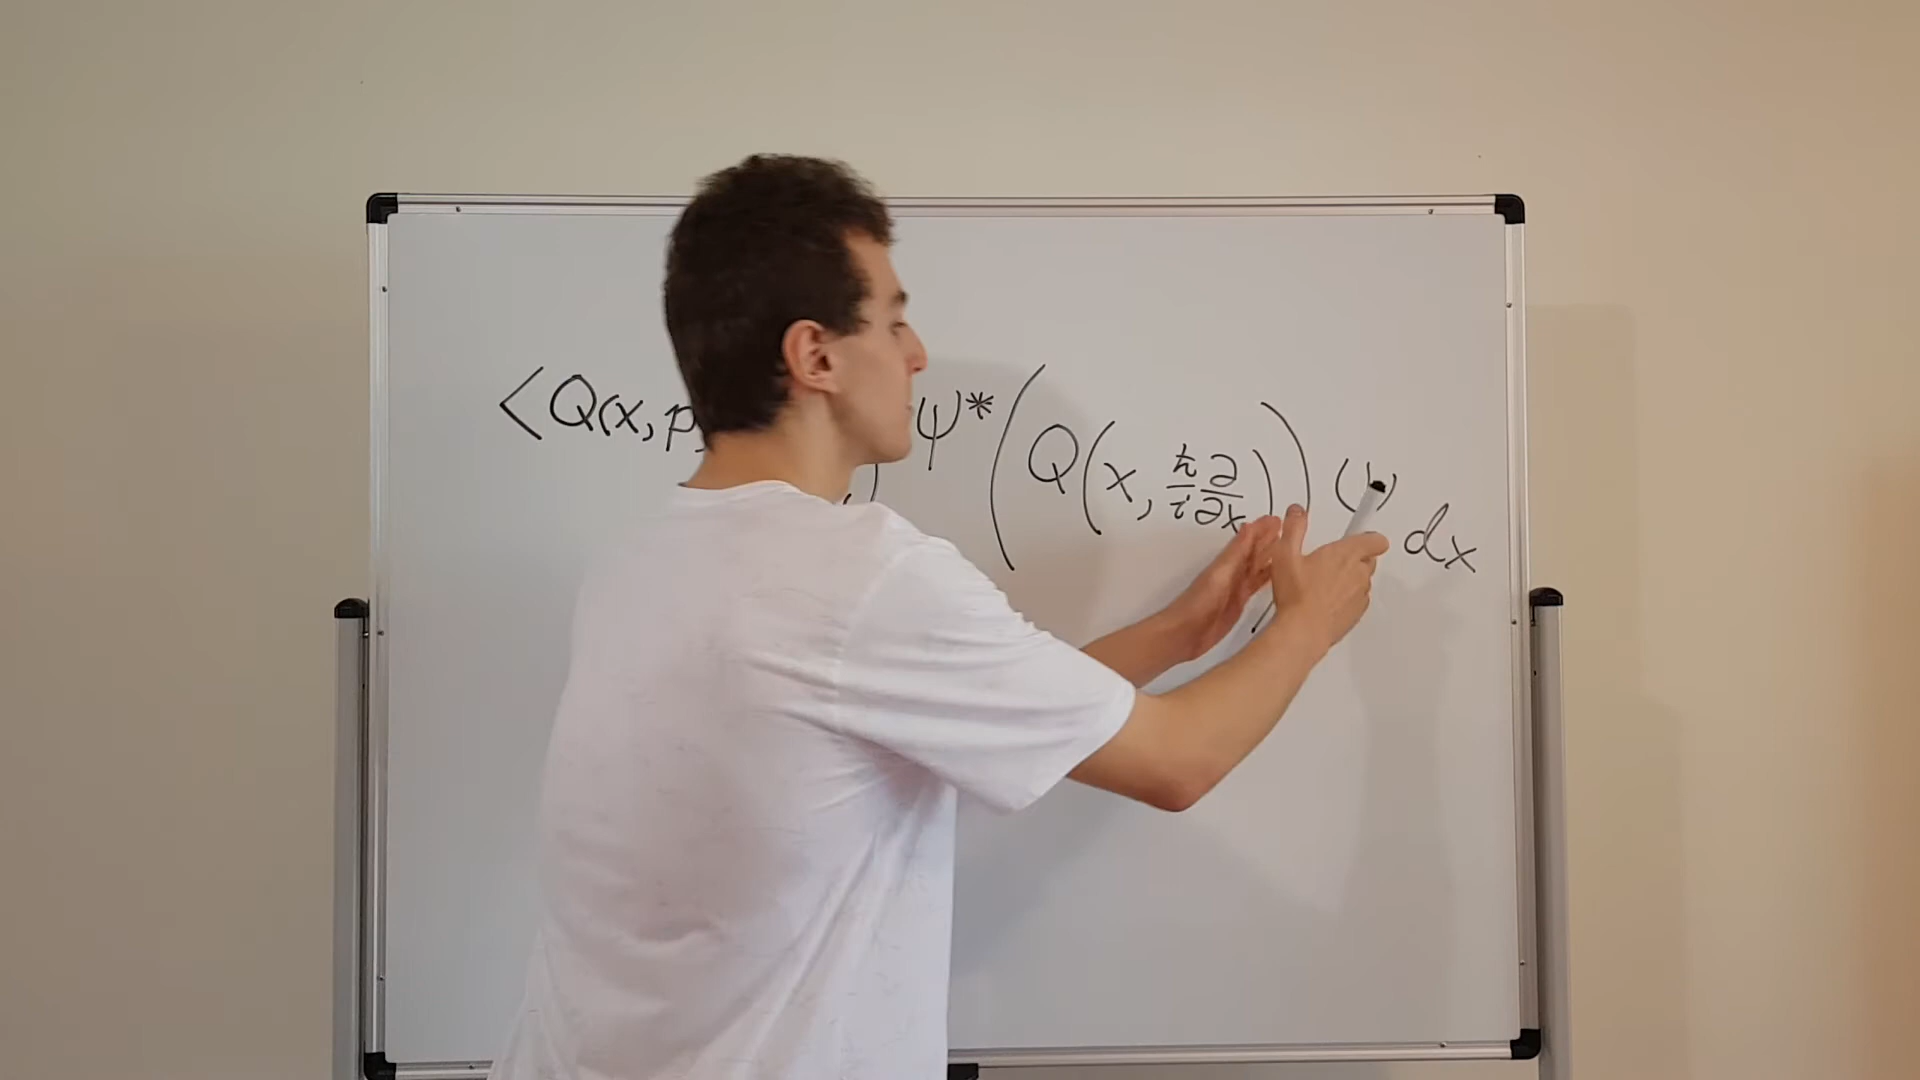 <Q(x, p ψ* (Q(x, ħ/i ∂/∂x)) ψ dx